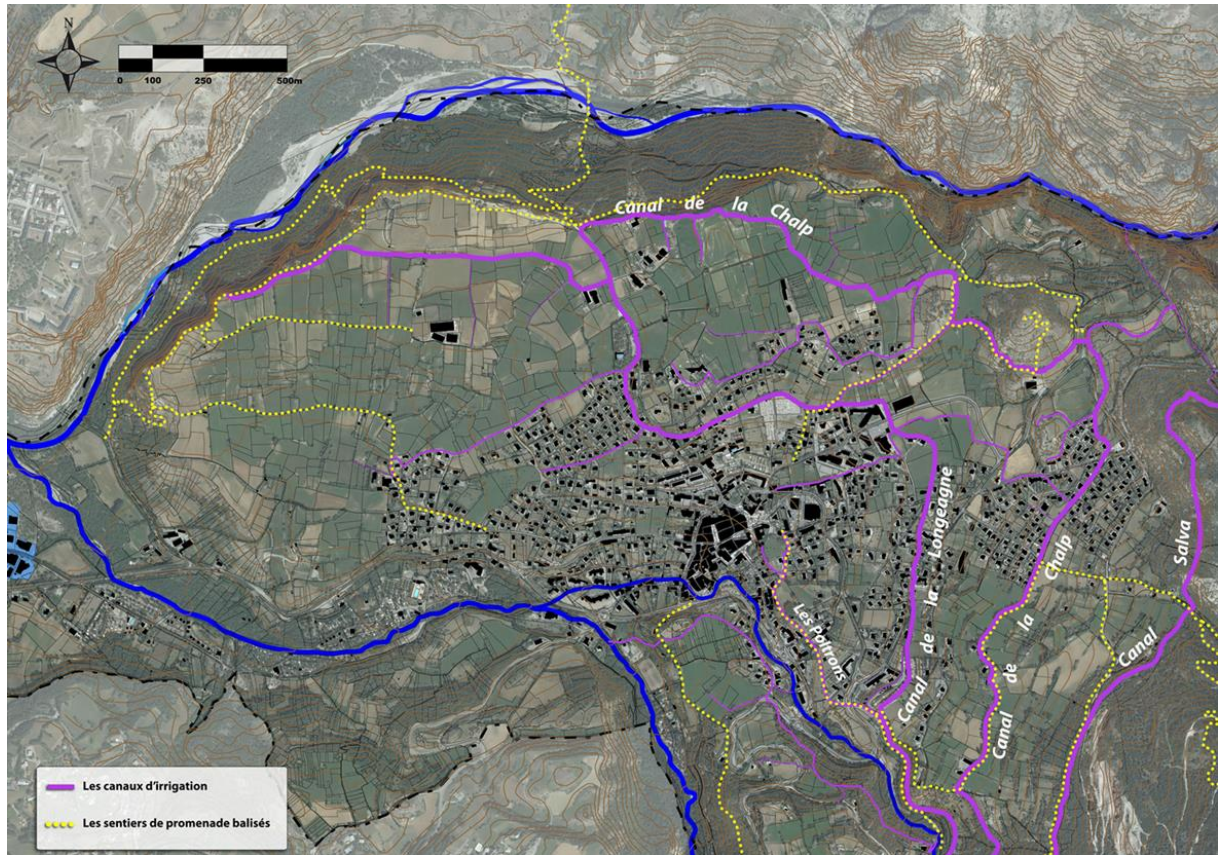 N
0 100 250 500m
Canal de la Chalp
Canal de la Longeagne
Canal de la Chalp
Canal Salva
Les Poltrons
Les canaux d'irrigation
Les sentiers de promenade balisés